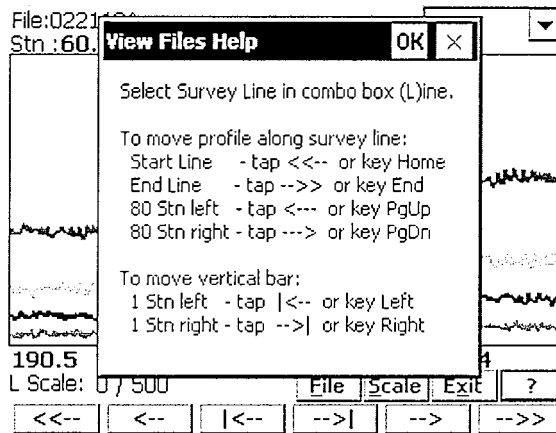 File:0221
Stn :60.
View Files Help OK ×
Select Survey Line in combo box (L)ine.
To move profile along survey line:
Start Line - tap <<-- or key Home
End Line - tap -->> or key End
80 Stn left - tap <--- or key PgUp
80 Stn right - tap ---> or key PgDn
To move vertical bar:
1 Stn left - tap |<-- or key Left
1 Stn right - tap -->| or key Right
190.5 4
L Scale: 0 / 500 File Scale Exit ?
<<-- <-- |<-- -->| --> -->>